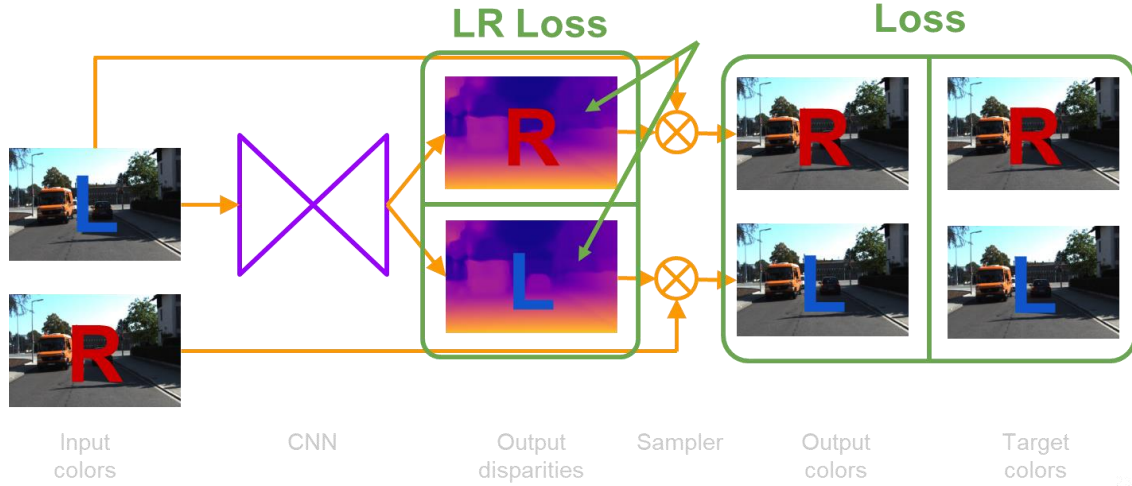 LR Loss
Loss
R
R
R
L
L
L
L
R
Input
colors
CNN
Output
disparities
Sampler
Output
colors
Target
colors